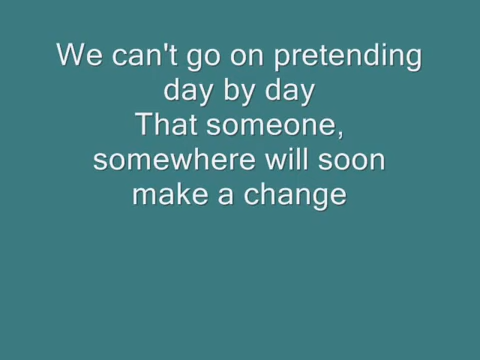 We can't go on pretending
day by day
That someone,
somewhere will soon
make a change